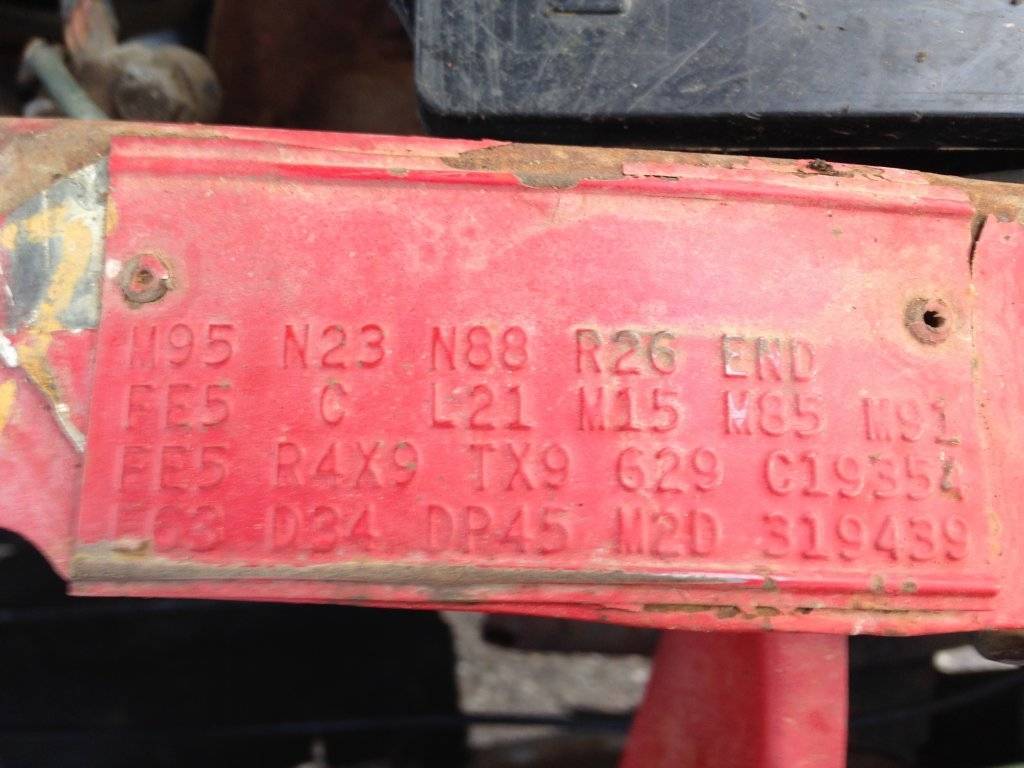 M95 N23 N88 R26 END
FE5 C L21 M15 M85 M91
FE5 R4X9 TX9 629 C19354
EC3 D34 DP45 M2D 319439